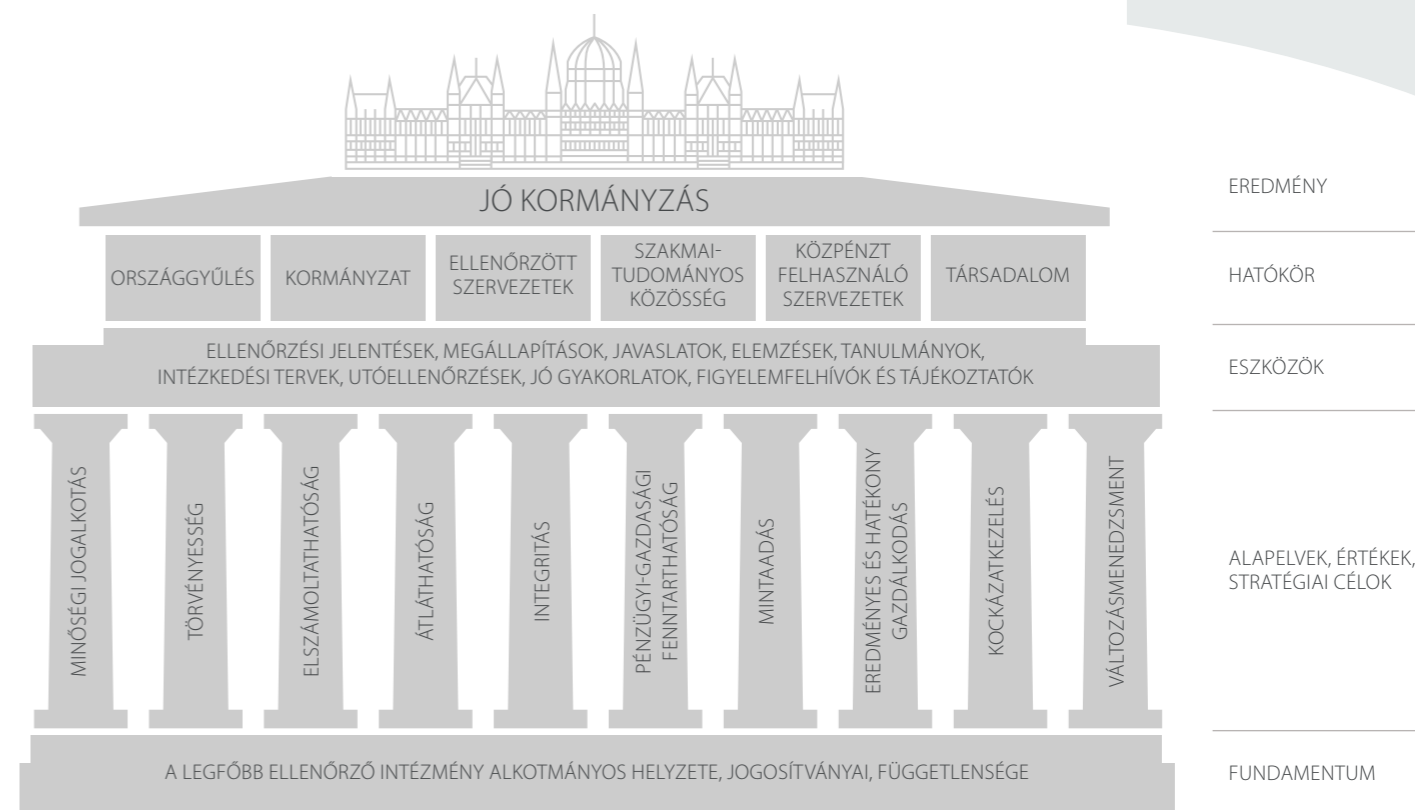 JÓ KORMÁNYZÁS
EREDMÉNY
ORSZÁGGYŰLÉS
KORMÁNYZAT
ELLENŐRZÖTT
SZERVEZETEK
SZAKMAI-
TUDOMÁNYOS
KÖZÖSSÉG
KÖZPÉNZT
FELHASZNÁLÓ
SZERVEZETEK
TÁRSADALOM
HATÓKÖR
ELLENŐRZÉSI JELENTÉSEK, MEGÁLLAPÍTÁSOK, JAVASLATOK, ELEMZÉSEK, TANULMÁNYOK,
INTÉZKEDÉSI TERVEK, UTÓELLENŐRZÉSEK, JÓ GYAKORLATOK, FIGYELEMFELHÍVÓK ÉS TÁJÉKOZTATÓK
ESZKÖZÖK
MINŐSÉGI JOGALKOTÁS
TÖRVÉNYESSÉG
ELSZÁMOLTATHATÓSÁG
ÁTLÁTHATÓSÁG
INTEGRITÁS
PÉNZÜGYI-GAZDASÁGI
FENNTARTHATÓSÁG
MINTAADÁS
EREDMÉNYES ÉS HATÉKONY
GAZDÁLKODÁS
KOCKÁZATKEZELÉS
VÁLTOZÁSMENEDZSMENT
ALAPELVEK, ÉRTÉKEK,
STRATÉGIAI CÉLOK
A LEGFŐBB ELLENŐRZŐ INTÉZMÉNY ALKOTMÁNYOS HELYZETE, JOGOSÍTVÁNYAI, FÜGGETLENSÉGE
FUNDAMENTUM